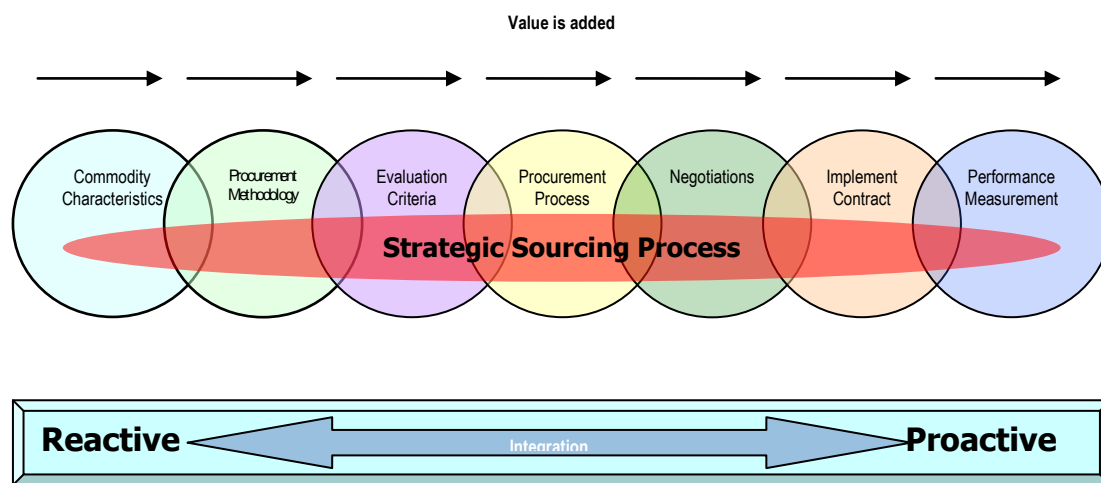 Value is added
Commodity
Characteristics
Procurement
Methodology
Evaluation
Criteria
Procurement
Process
Negotiations
Implement
Contract
Performance
Measurement
Strategic Sourcing Process
Reactive
Integration
Proactive